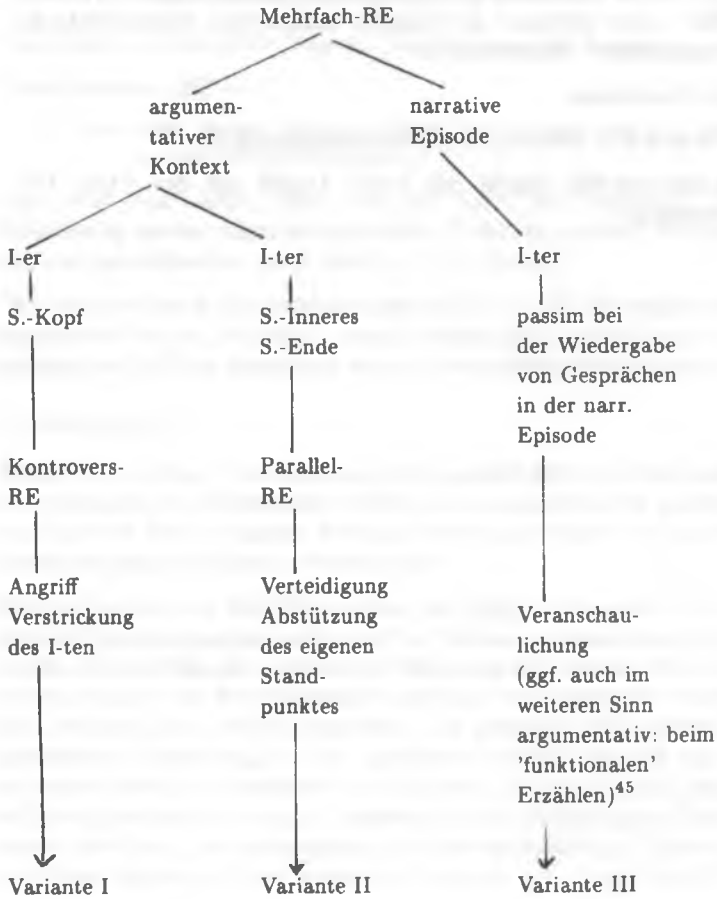 Mehrfach-RE
argumen-
tativer
Kontext
narrative
Episode
I-er
I-ter
I-ter
S.-Kopf
S.-Inneres
S.-Ende
passim bei
der Wiedergabe
von Gesprächen
in der narr.
Episode
Kontrovers-
RE
Parallel-
RE
Angriff
Verstrickung
des I-ten
Verteidigung
Abstützung
des eigenen
Stand-
punktes
Veranschau-
lichung
(ggf. auch im
weiteren Sinn
argumentativ: beim
'funktionalen'
Erzählen)⁴⁵
Variante I
Variante II
Variante III